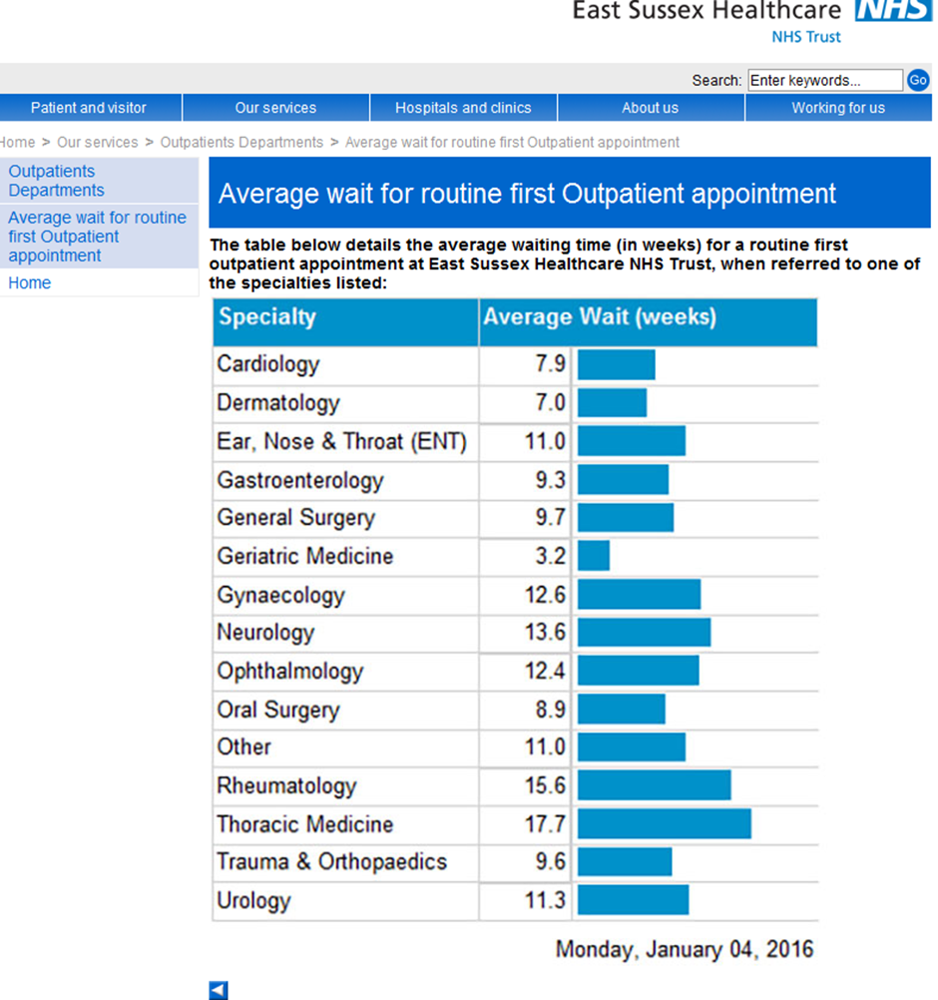 East Sussex Healthcare NHS
NHS Trust
Search: Enter keywords... Go
Patient and visitor Our services Hospitals and clinics About us Working for us
Home > Our services > Outpatients Departments > Average wait for routine first Outpatient appointment
Outpatients
Departments
Average wait for routine
first Outpatient
appointment
Home
Average wait for routine first Outpatient appointment
The table below details the average waiting time (in weeks) for a routine first
outpatient appointment at East Sussex Healthcare NHS Trust, when referred to one of
the specialties listed:
Specialty Average Wait (weeks)
Cardiology 7.9
Dermatology 7.0
Ear, Nose & Throat (ENT) 11.0
Gastroenterology 9.3
General Surgery 9.7
Geriatric Medicine 3.2
Gynaecology 12.6
Neurology 13.6
Ophthalmology 12.4
Oral Surgery 8.9
Other 11.0
Rheumatology 15.6
Thoracic Medicine 17.7
Trauma & Orthopaedics 9.6
Urology 11.3
Monday, January 04, 2016